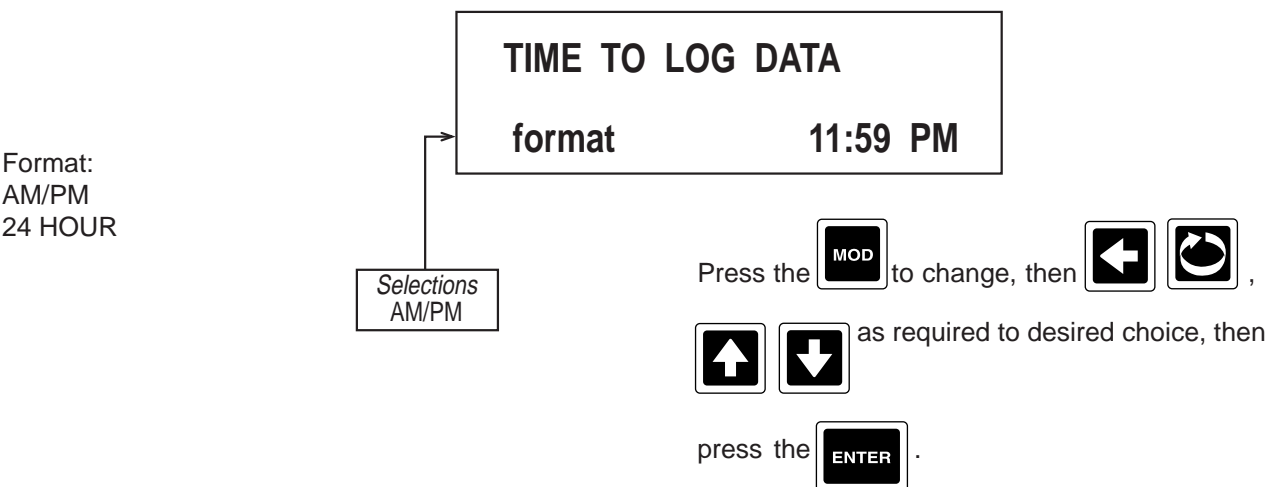 TIME TO LOG DATA
format 11:59 PM
Format:
AM/PM
24 HOUR
Selections
AM/PM
Press the MOD to change, then ,
as required to desired choice, then
press the ENTER .